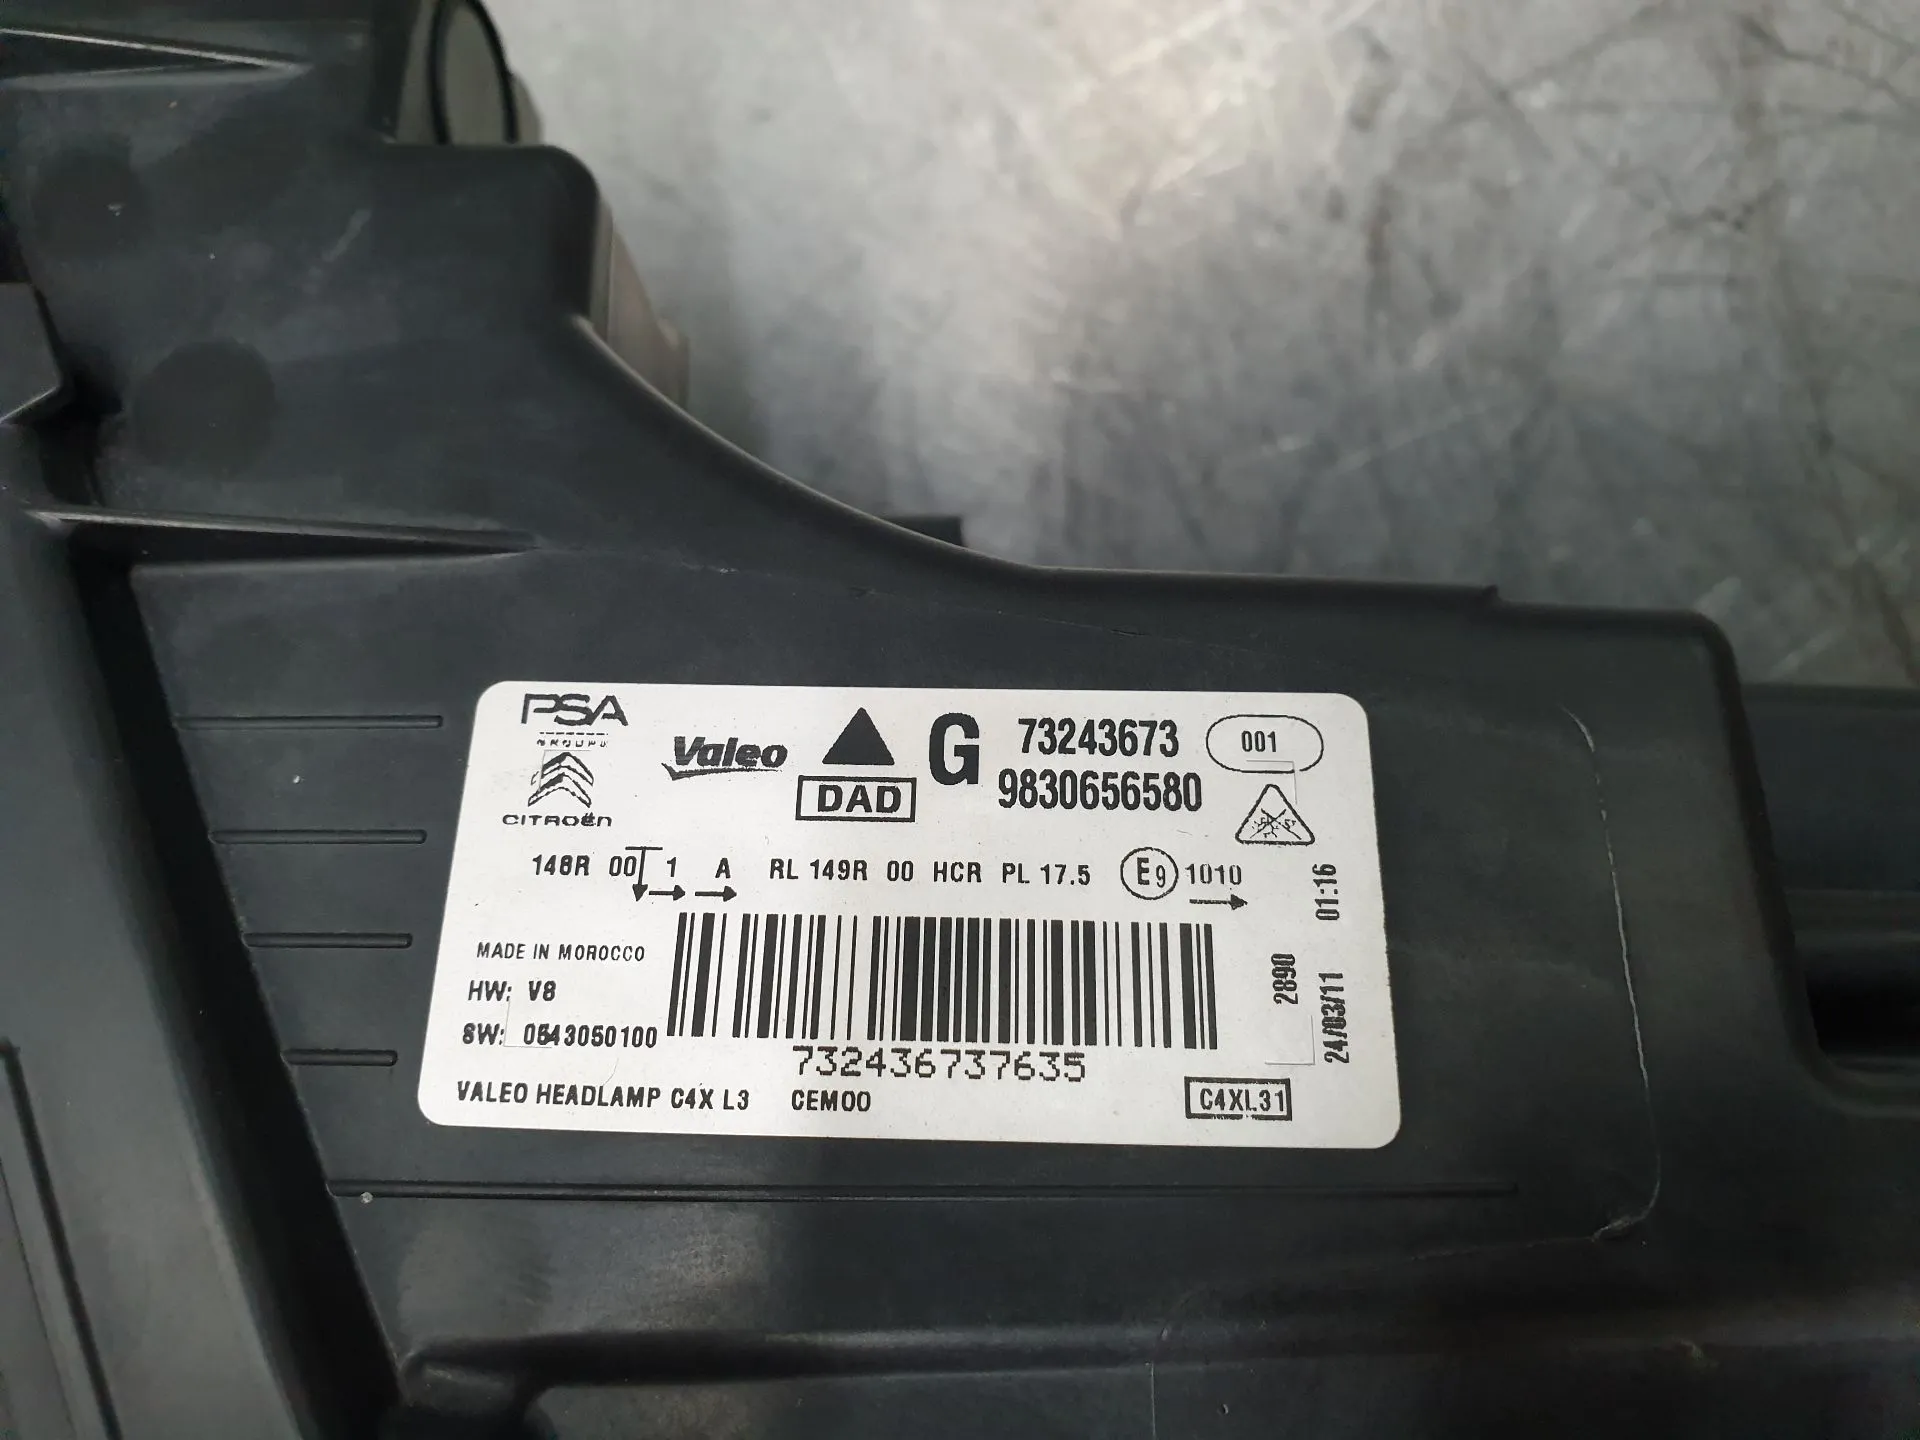 PSA
GROUPE
CITROËN
Valeo
DAD
G
73243673
9830656580
001
148R 00 1 A RL 149R 00 HCR PL 17.5 E9 1010
MADE IN MOROCCO
HW: V8
SW: 0543050100
732436737635
VALEO HEADLAMP C4X L3 CEM00
C4XL31
2890
24/03/11 01:16